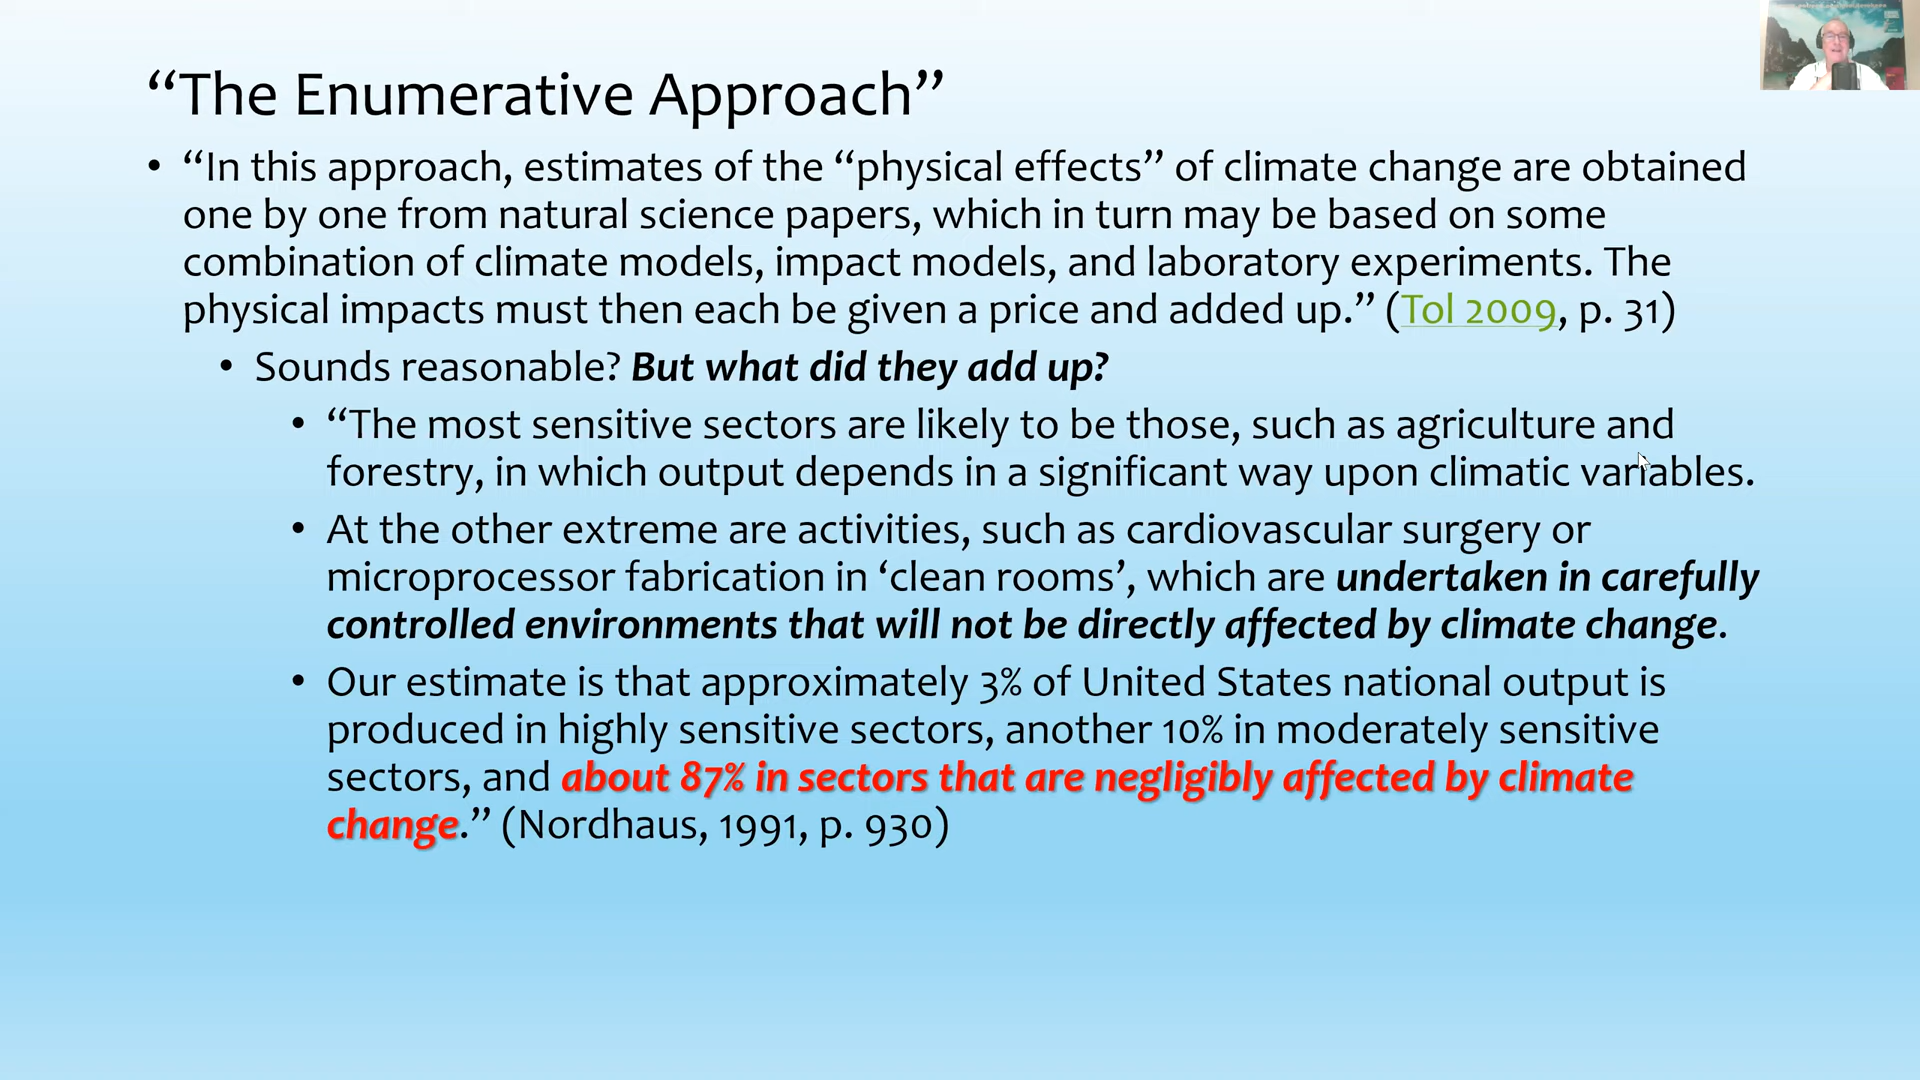 “The Enumerative Approach”
• “In this approach, estimates of the “physical effects” of climate change are obtained
one by one from natural science papers, which in turn may be based on some
combination of climate models, impact models, and laboratory experiments. The
physical impacts must then each be given a price and added up.” (Tol 2009, p. 31)
• Sounds reasonable? But what did they add up?
• “The most sensitive sectors are likely to be those, such as agriculture and
forestry, in which output depends in a significant way upon climatic variables.
• At the other extreme are activities, such as cardiovascular surgery or
microprocessor fabrication in ‘clean rooms’, which are undertaken in carefully
controlled environments that will not be directly affected by climate change.
• Our estimate is that approximately 3% of United States national output is
produced in highly sensitive sectors, another 10% in moderately sensitive
sectors, and about 87% in sectors that are negligibly affected by climate
change.” (Nordhaus, 1991, p. 930)